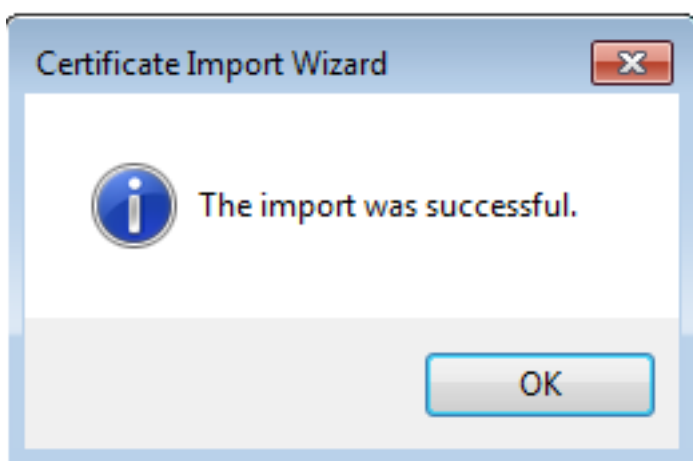 Certificate Import Wizard
The import was successful.
OK